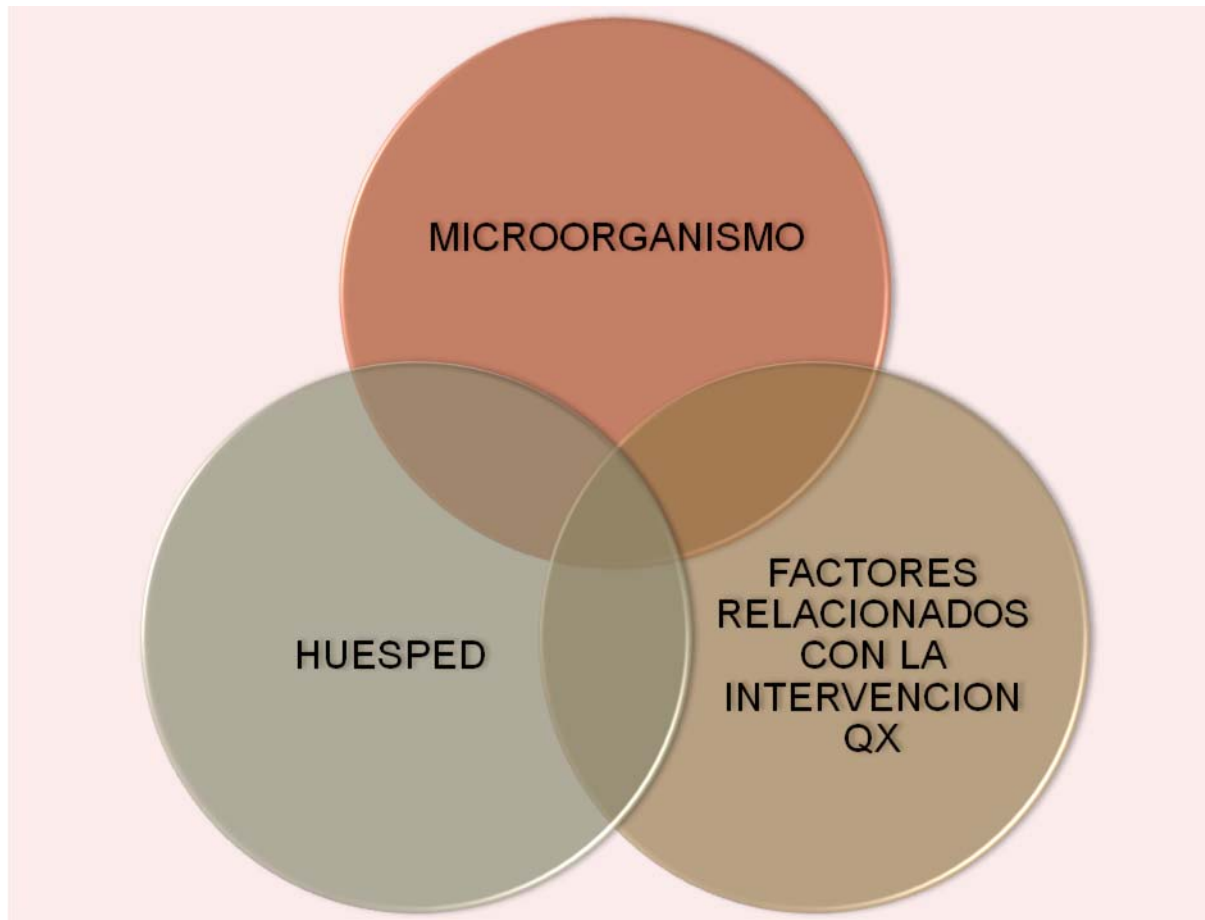 MICROORGANISMO
HUESPED
FACTORES
RELACIONADOS
CON LA
INTERVENCION
QX